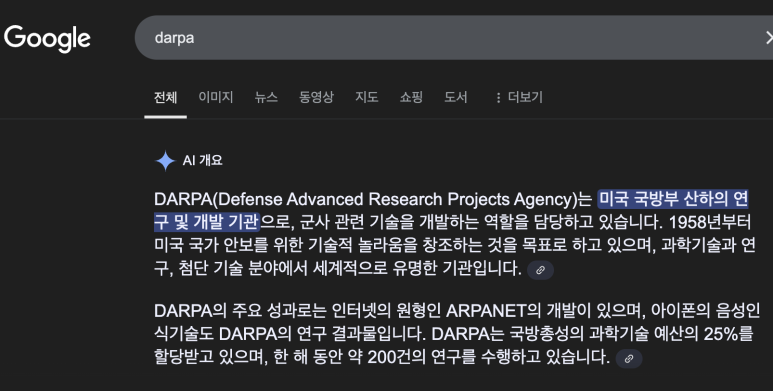 Google
darpa
전체 이미지 뉴스 동영상 지도 쇼핑 도서 더보기
AI 개요
DARPA(Defense Advanced Research Projects Agency)는 미국 국방부 산하의 연
구 및 개발 기관으로, 군사 관련 기술을 개발하는 역할을 담당하고 있습니다. 1958년부터
미국 국가 안보를 위한 기술적 놀라움을 창조하는 것을 목표로 하고 있으며, 과학기술과 연
구, 첨단 기술 분야에서 세계적으로 유명한 기관입니다.
DARPA의 주요 성과로는 인터넷의 원형인 ARPANET의 개발이 있으며, 아이폰의 음성인
식기술도 DARPA의 연구 결과물입니다. DARPA는 국방총성의 과학기술 예산의 25%를
할당받고 있으며, 한 해 동안 약 200건의 연구를 수행하고 있습니다.